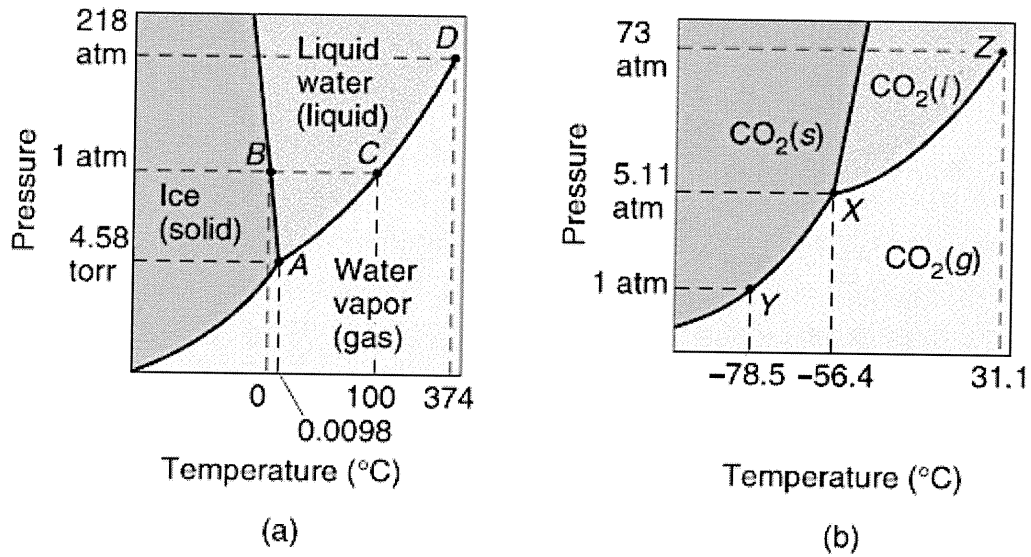 218
atm
1 atm
4.58
torr
Pressure
Liquid
water
(liquid)
D
B
C
Ice
(solid)
A
Water
vapor
(gas)
0
100
374
0.0098
Temperature (°C)
(a)
73
atm
5.11
atm
1 atm
Pressure
Z
CO2(l)
CO2(s)
X
CO2(g)
Y
−78.5
−56.4
31.1
Temperature (°C)
(b)